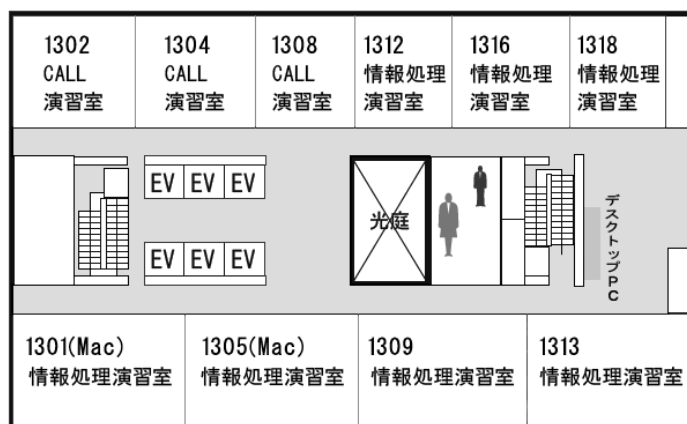 1302
CALL
演習室
1304
CALL
演習室
1308
CALL
演習室
1312
情報処理
演習室
1316
情報処理
演習室
1318
情報処理
演習室
EV EV EV
光庭
EV EV EV
デスクトップPC
1301(Mac)
情報処理演習室
1305(Mac)
情報処理演習室
1309
情報処理演習室
1313
情報処理演習室